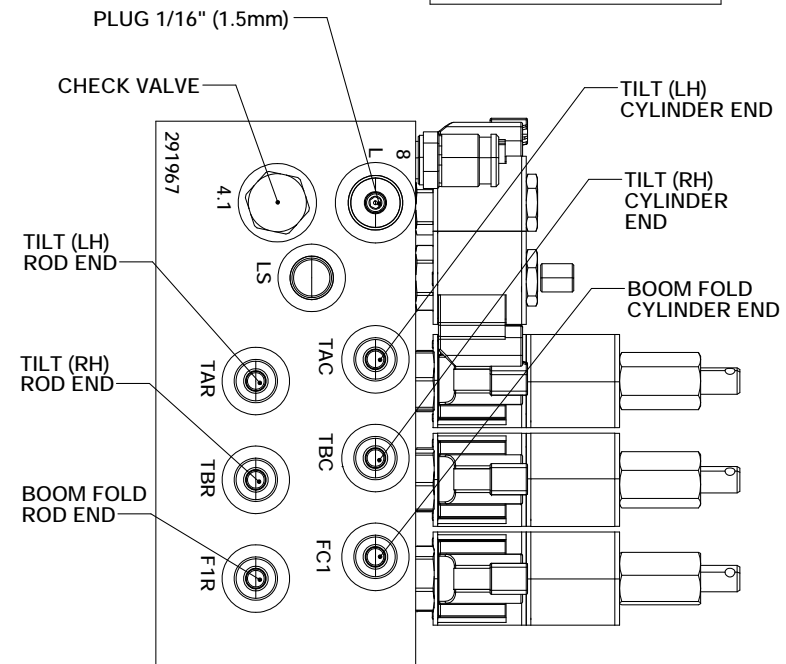 PLUG 1/16" (1.5mm)
CHECK VALVE
TILT (LH)
CYLINDER END
TILT (RH)
CYLINDER
END
BOOM FOLD
CYLINDER END
TILT (LH)
ROD END
TILT (RH)
ROD END
BOOM FOLD
ROD END
291967
4.1
L
8
LS
TAR
TAC
TBR
TBC
F1R
FC1